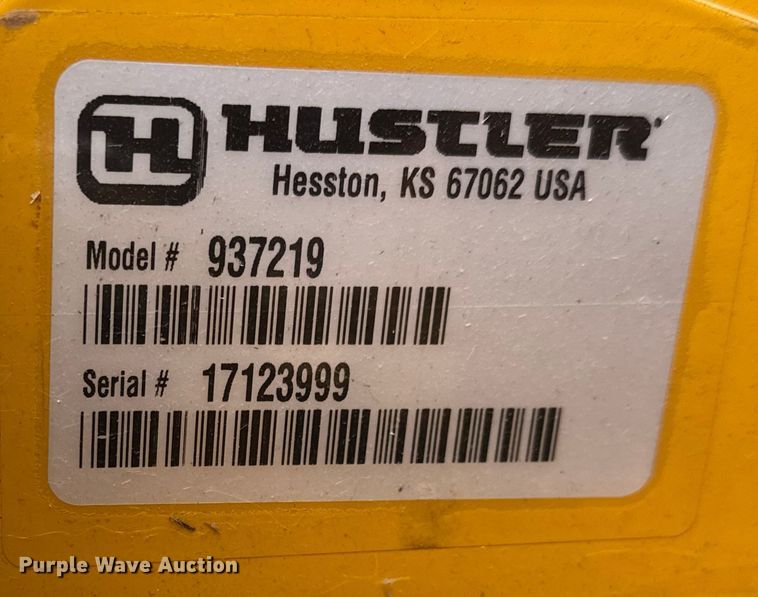 H HUSTLER
Hesston, KS 67062 USA
Model # 937219
Serial # 17123999
Purple Wave Auction